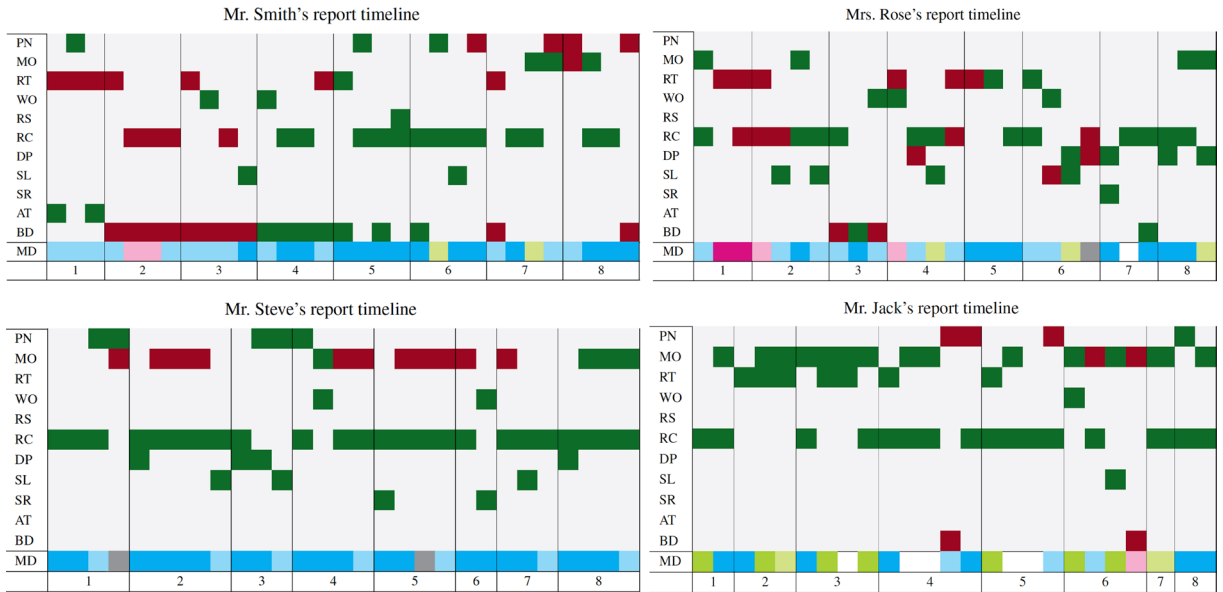 Mr. Smith's report timeline
PN
MO
RT
WO
RS
RC
DP
SL
SR
AT
BD
MD
1 2 3 4 5 6 7 8
Mrs. Rose's report timeline
PN
MO
RT
WO
RS
RC
DP
SL
SR
AT
BD
MD
1 2 3 4 5 6 7 8
Mr. Steve's report timeline
PN
MO
RT
WO
RS
RC
DP
SL
SR
AT
BD
MD
1 2 3 4 5 6 7 8
Mr. Jack's report timeline
PN
MO
RT
WO
RS
RC
DP
SL
SR
AT
BD
MD
1 2 3 4 5 6 7 8